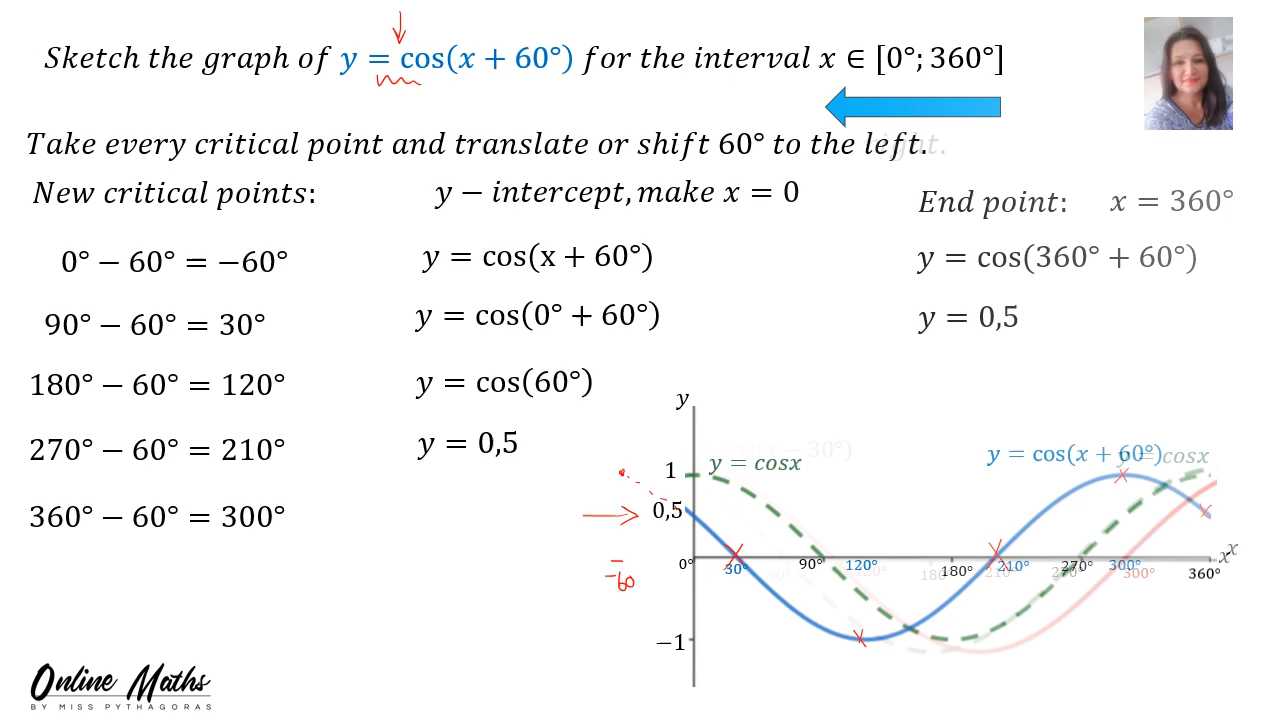 Sketch the graph of y = cos(x + 60°) for the interval x ∈ [0°; 360°]
Take every critical point and translate or shift 60° to the left.
New critical points:
0° − 60° = −60°
90° − 60° = 30°
180° − 60° = 120°
270° − 60° = 210°
360° − 60° = 300°
y − intercept, make x = 0
y = cos(x + 60°)
y = cos(0° + 60°)
y = cos(60°)
y = 0,5
End point: x = 360°
y = cos(360° + 60°)
y = 0,5
y
y = cosx
y = cos(x + 60°)
y = cosx
1
0,5
−1
−60
0° 30° 90° 120° 180° 210° 270° 300° 360°
180 210 300°
x x
Online Maths
BY MISS PYTHAGORAS